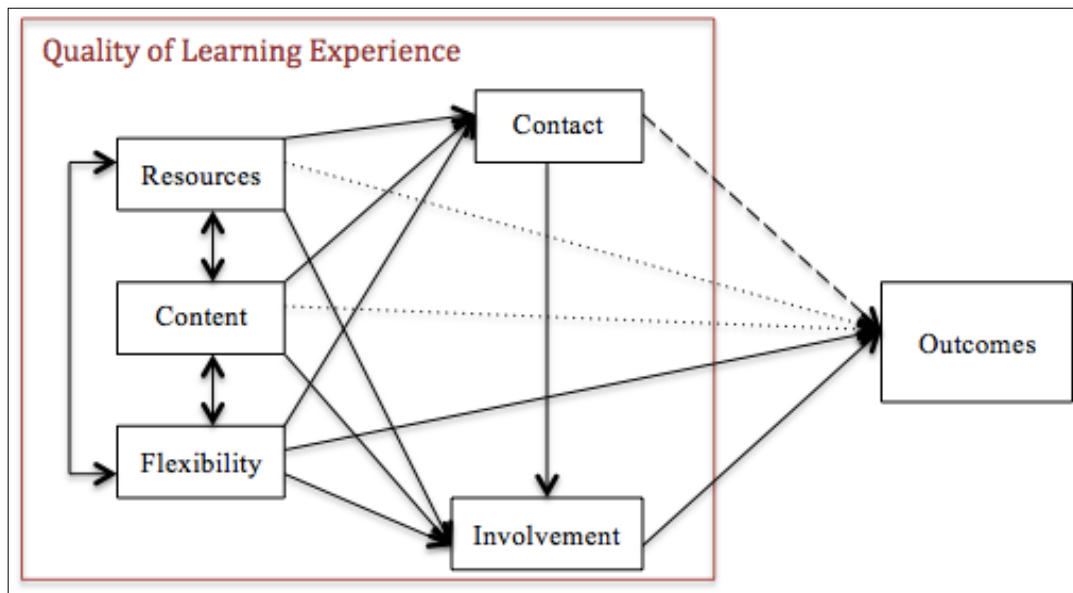 Quality of Learning Experience
Contact
Resources
Content
Outcomes
Flexibility
Involvement